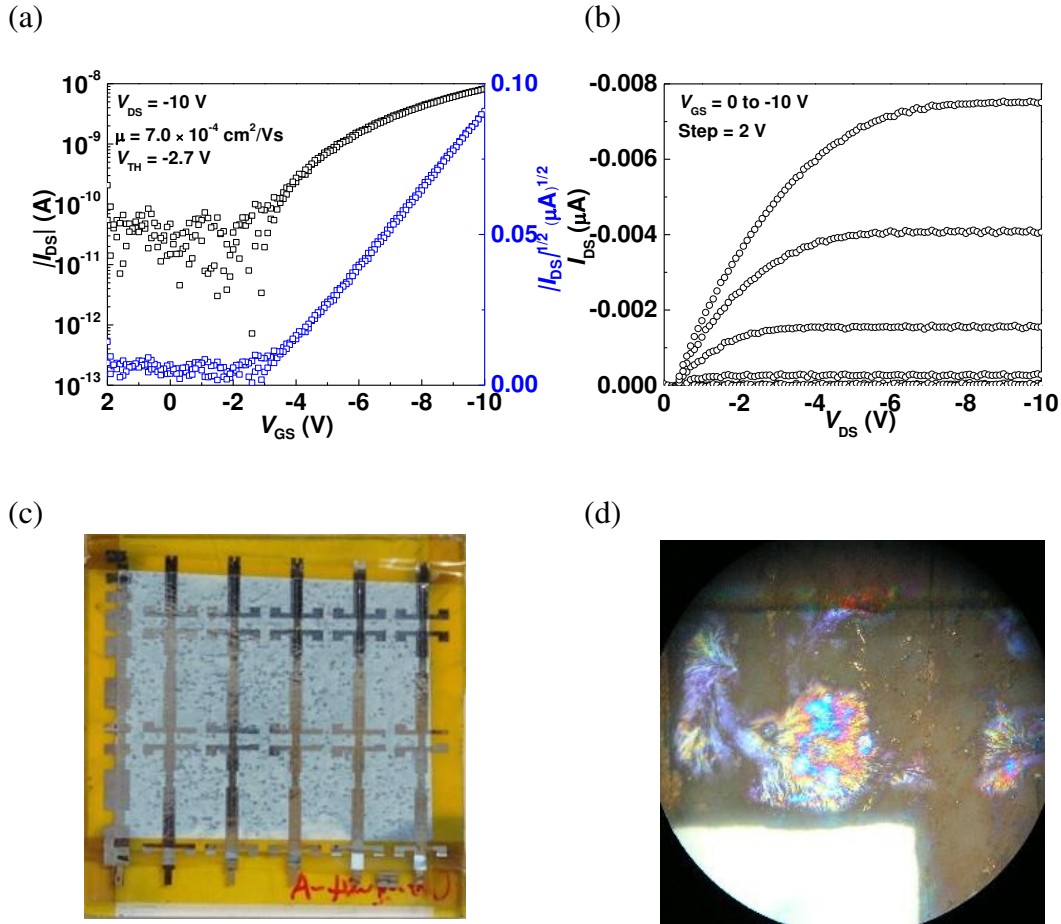 (a)
(b)
10⁻⁸
10⁻⁹
10⁻¹⁰
10⁻¹¹
10⁻¹²
10⁻¹³
|I_DS| (A)
V_DS = -10 V
μ = 7.0 × 10⁻⁴ cm²/Vs
V_TH = -2.7 V
0.10
0.05
0.00
|I_DS|^1/2 (μA)^1/2
2 0 -2 -4 -6 -8 -10
V_GS (V)
-0.008
-0.006
-0.004
-0.002
0.000
I_DS (μA)
V_GS = 0 to -10 V
Step = 2 V
0 -2 -4 -6 -8 -10
V_DS (V)
(c)
(d)